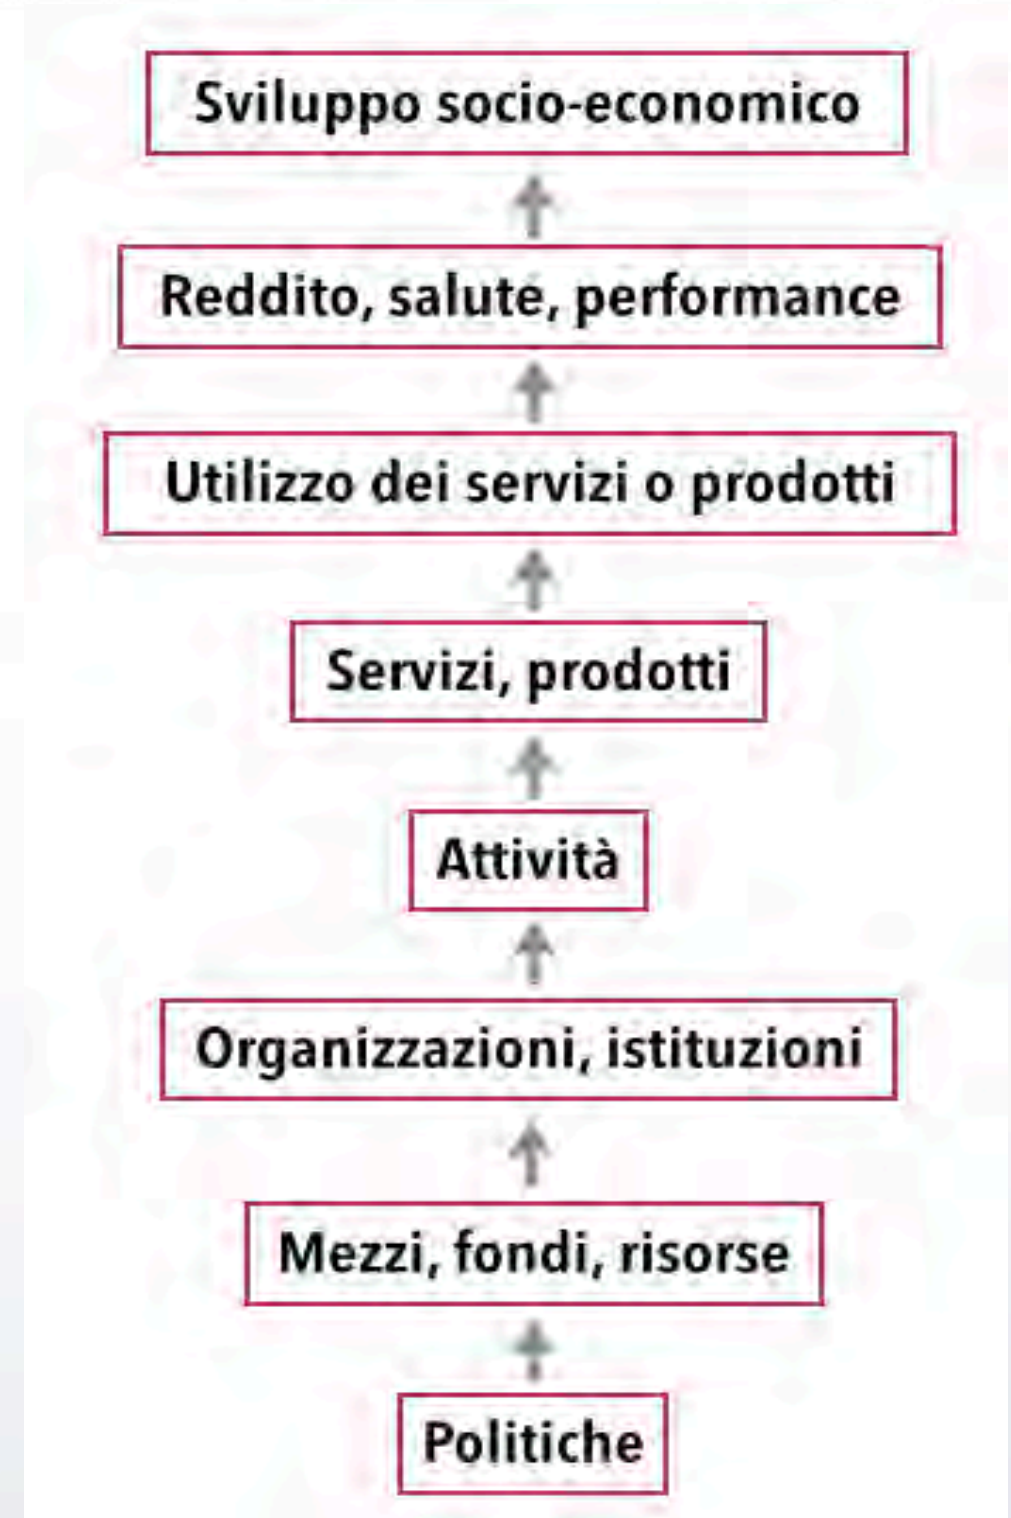 Sviluppo socio-economico
Reddito, salute, performance
Utilizzo dei servizi o prodotti
Servizi, prodotti
Attività
Organizzazioni, istituzioni
Mezzi, fondi, risorse
Politiche